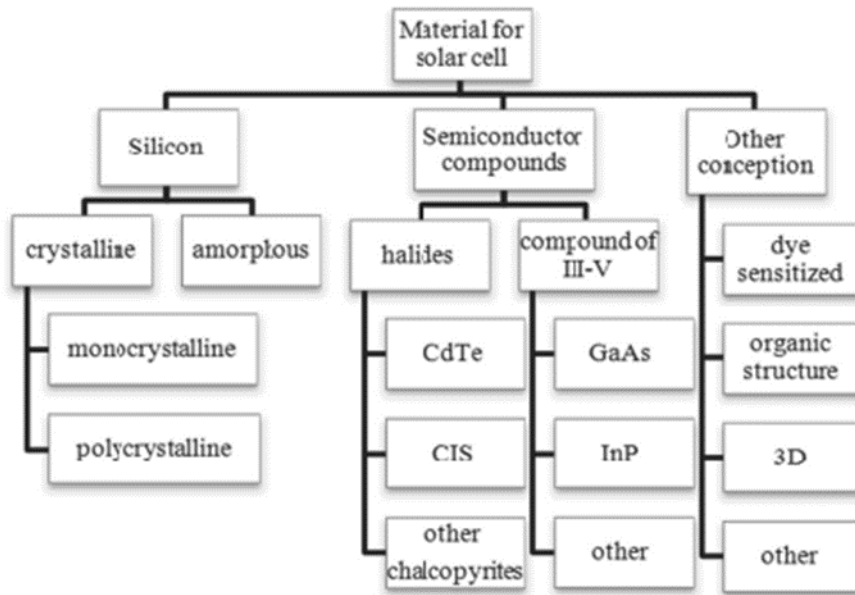 Material for
solar cell
Silicon
Semiconductor
compounds
Other
conception
crystalline
amorphous
halides
compound of
III-V
dye
sensitized
monocrystalline
CdTe
GaAs
organic
structure
polycrystalline
CIS
InP
3D
other
chalcopyrites
other
other